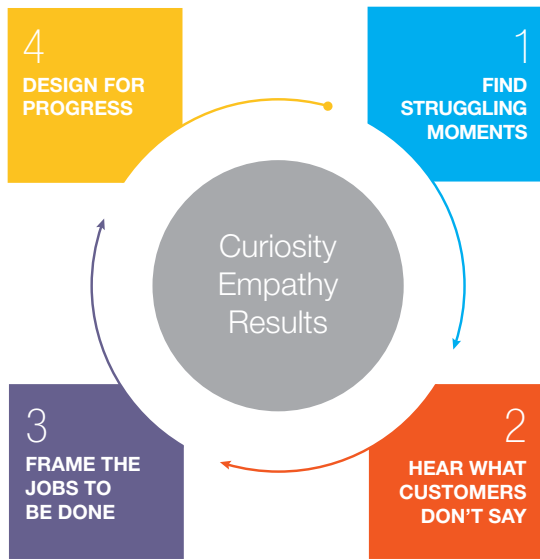 1
FIND
STRUGGLING
MOMENTS
2
HEAR WHAT
CUSTOMERS
DON'T SAY
3
FRAME THE
JOBS TO
BE DONE
4
DESIGN FOR
PROGRESS
Curiosity
Empathy
Results